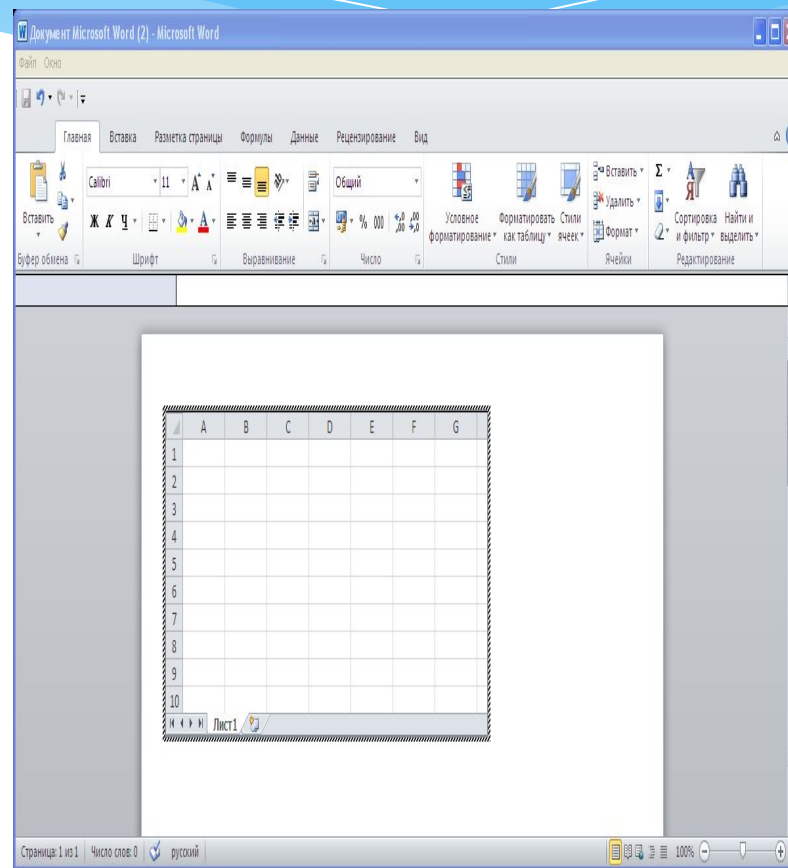 Документ Microsoft Word (2) - Microsoft Word
Файл Окно
Главная Вставка Разметка страницы Формулы Данные Рецензирование Вид
Вставить
Буфер обмена
Calibri 11
Ж К Ч
Шрифт
Выравнивание
Общий
% 000
Число
Условное форматирование
Форматировать как таблицу
Стили ячеек
Стили
Вставить
Удалить
Формат
Ячейки
Σ
Сортировка и фильтр
Найти и выделить
Редактирование
A B C D E F G
1
2
3
4
5
6
7
8
9
10
Лист1
Страница: 1 из 1 Число слов: 0 русский 100%